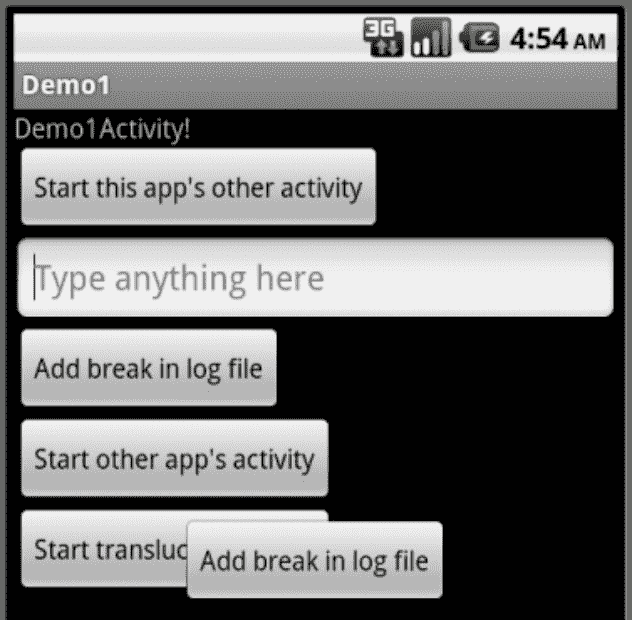 3G 4:54 AM
Demo1
Demo1Activity!
Start this app's other activity
Type anything here
Add break in log file
Start other app's activity
Start
Add break in log file